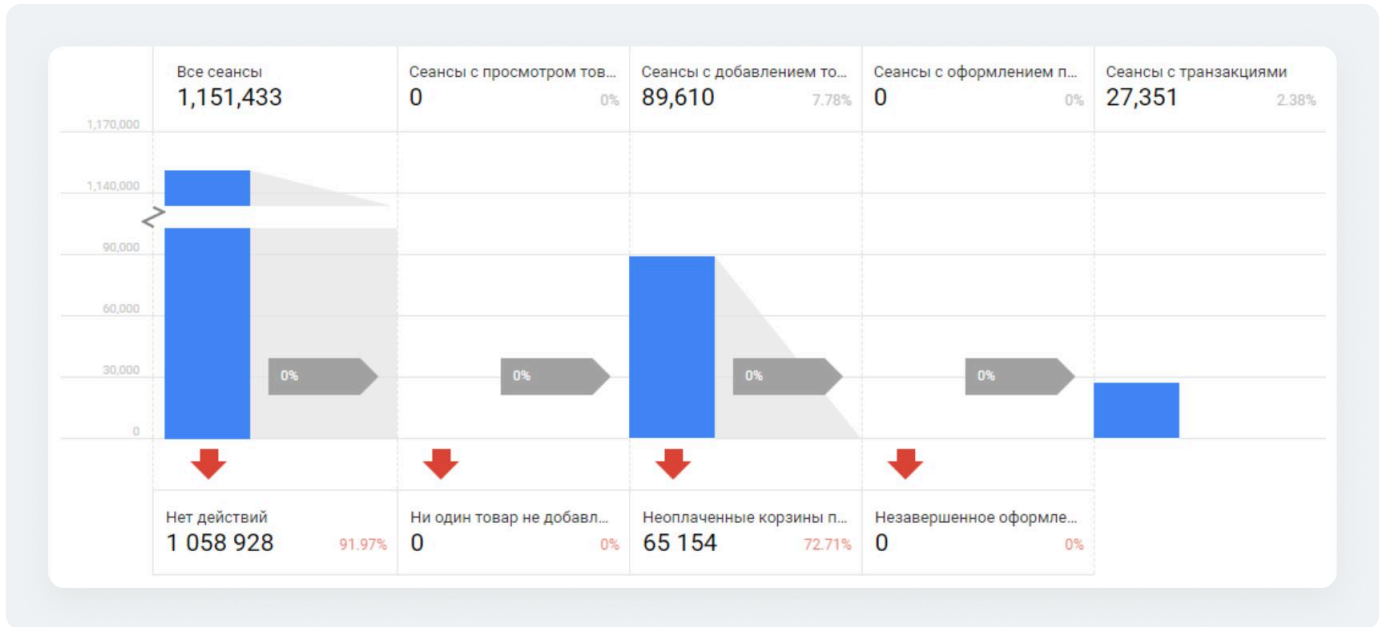 Все сеансы
1,151,433
Сеансы с просмотром тов...
0 0%
Сеансы с добавлением то...
89,610 7.78%
Сеансы с оформлением п...
0 0%
Сеансы с транзакциями
27,351 2.38%
1,170,000
1,140,000
90,000
60,000
30,000
0
0%
0%
0%
0%
Нет действий
1 058 928 91.97%
Ни один товар не добавл...
0 0%
Неоплаченные корзины п...
65 154 72.71%
Незавершенное оформле...
0 0%